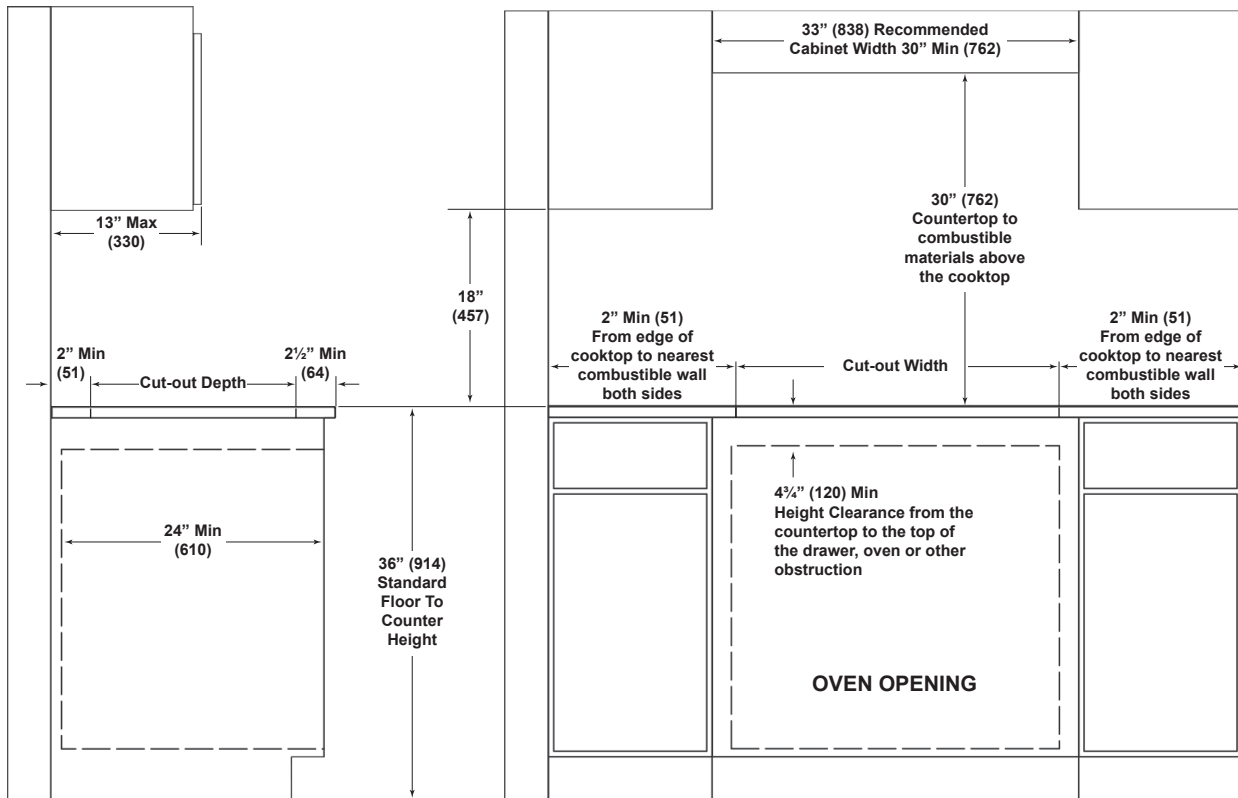 33” (838) Recommended
Cabinet Width 30” Min (762)
13” Max
(330)
30” (762)
Countertop to
combustible
materials above
the cooktop
18”
(457)
2” Min
(51)
Cut-out Depth
2½” Min
(64)
2” Min (51)
From edge of
cooktop to nearest
combustible wall
both sides
Cut-out Width
2” Min (51)
From edge of
cooktop to nearest
combustible wall
both sides
24” Min
(610)
36” (914)
Standard
Floor To
Counter
Height
4¾” (120) Min
Height Clearance from the
countertop to the top of
the drawer, oven or other
obstruction
OVEN OPENING